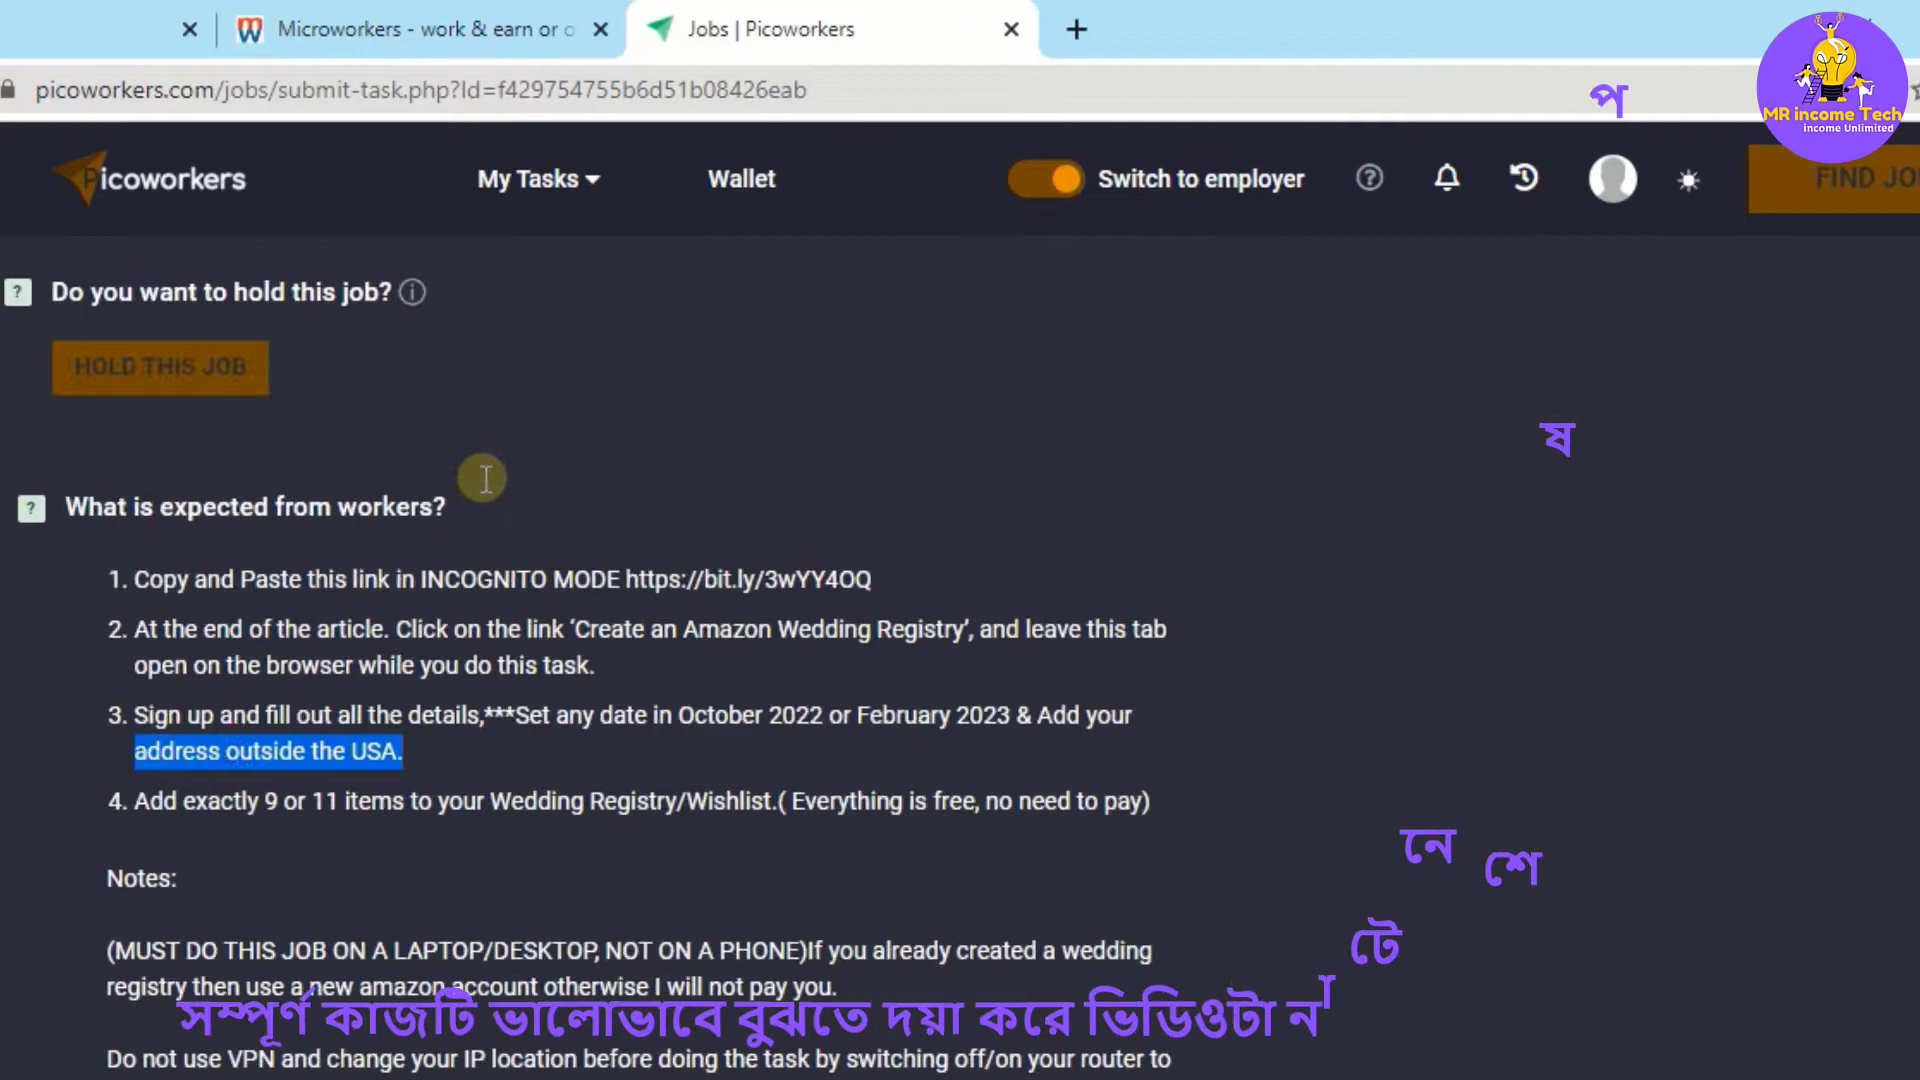 Microworkers - work & earn or o
Jobs | Picoworkers
picoworkers.com/jobs/submit-task.php?Id=f429754755b6d51b08426eab
প
MR income Tech
Income Unlimited
Picoworkers
My Tasks
Wallet
Switch to employer
FIND JO
Do you want to hold this job?
HOLD THIS JOB
ষ
What is expected from workers?
1. Copy and Paste this link in INCOGNITO MODE https://bit.ly/3wYY4OQ
2. At the end of the article. Click on the link ‘Create an Amazon Wedding Registry’, and leave this tab
open on the browser while you do this task.
3. Sign up and fill out all the details,***Set any date in October 2022 or February 2023 & Add your
address outside the USA.
4. Add exactly 9 or 11 items to your Wedding Registry/Wishlist.( Everything is free, no need to pay)
নে
শে
Notes:
টে
(MUST DO THIS JOB ON A LAPTOP/DESKTOP, NOT ON A PHONE)If you already created a wedding
registry then use a new amazon account otherwise I will not pay you.
সম্পূর্ণ কাজটি ভালোভাবে বুঝতে দয়া করে ভিডিওটা না
Do not use VPN and change your IP location before doing the task by switching off/on your router to